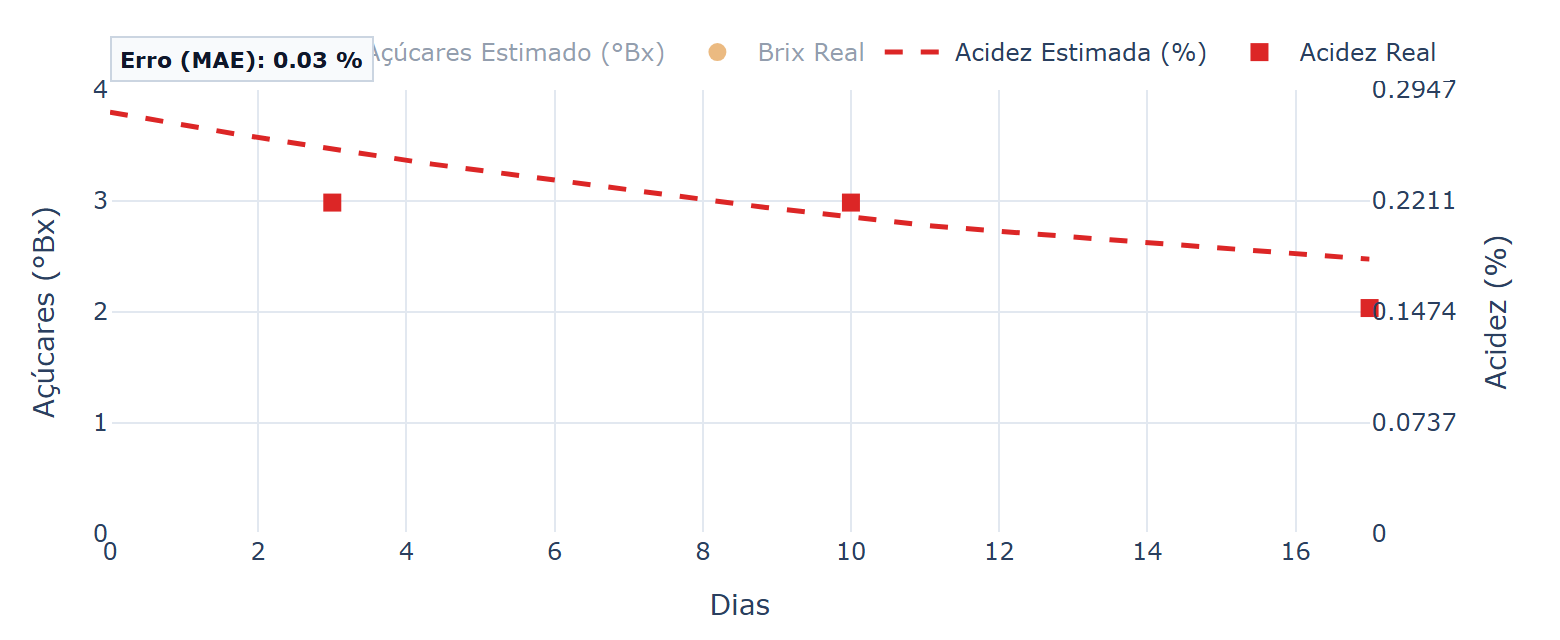 Erro (MAE): 0.03 %
Açúcares Estimado (°Bx) Brix Real Acidez Estimada (%) Acidez Real
4 0.2947
3 0.2211
2 0.1474
1 0.0737
0 0
Açúcares (°Bx)
Acidez (%)
0 2 4 6 8 10 12 14 16
Dias